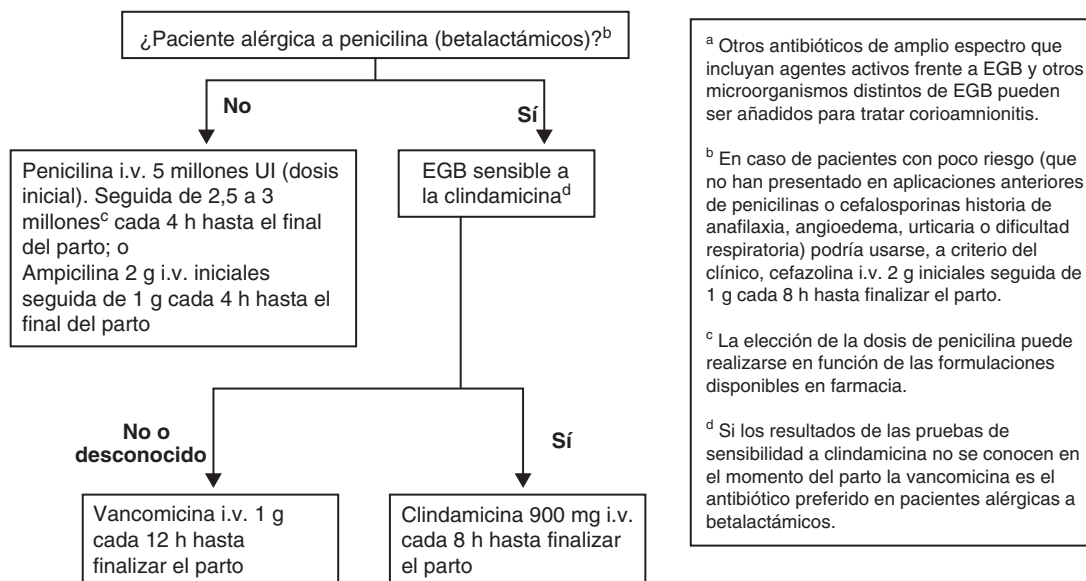 ¿Paciente alérgica a penicilina (betalactámicos)?b
No
Sí
Penicilina i.v. 5 millones UI (dosis
inicial). Seguida de 2,5 a 3
millonesc cada 4 h hasta el final
del parto; o
Ampicilina 2 g i.v. iniciales
seguida de 1 g cada 4 h hasta el
final del parto
EGB sensible a
la clindamicinad
No o
desconocido
Sí
Vancomicina i.v. 1 g
cada 12 h hasta
finalizar el parto
Clindamicina 900 mg i.v.
cada 8 h hasta finalizar
el parto
a Otros antibióticos de amplio espectro que
incluyan agentes activos frente a EGB y otros
microorganismos distintos de EGB pueden
ser añadidos para tratar corioamnionitis.
b En caso de pacientes con poco riesgo (que
no han presentado en aplicaciones anteriores
de penicilinas o cefalosporinas historia de
anafilaxia, angioedema, urticaria o dificultad
respiratoria) podría usarse, a criterio del
clínico, cefazolina i.v. 2 g iniciales seguida de
1 g cada 8 h hasta finalizar el parto.
c La elección de la dosis de penicilina puede
realizarse en función de las formulaciones
disponibles en farmacia.
d Si los resultados de las pruebas de
sensibilidad a clindamicina no se conocen en
el momento del parto la vancomicina es el
antibiótico preferido en pacientes alérgicas a
betalactámicos.